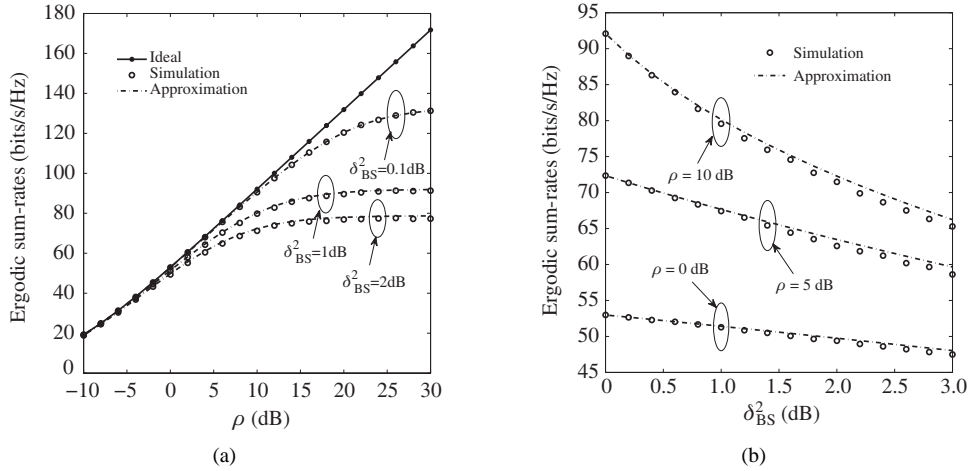 Ergodic sum-rates (bits/s/Hz)
180
160
140
120
100
80
60
40
20
0
Ideal
Simulation
Approximation
δ²BS=0.1dB
δ²BS=1dB
δ²BS=2dB
−10 −5 0 5 10 15 20 25 30
ρ (dB)
(a)
Ergodic sum-rates (bits/s/Hz)
95
90
85
80
75
70
65
60
55
50
45
Simulation
Approximation
ρ = 10 dB
ρ = 5 dB
ρ = 0 dB
0 0.5 1.0 1.5 2.0 2.5 3.0
δ²BS (dB)
(b)